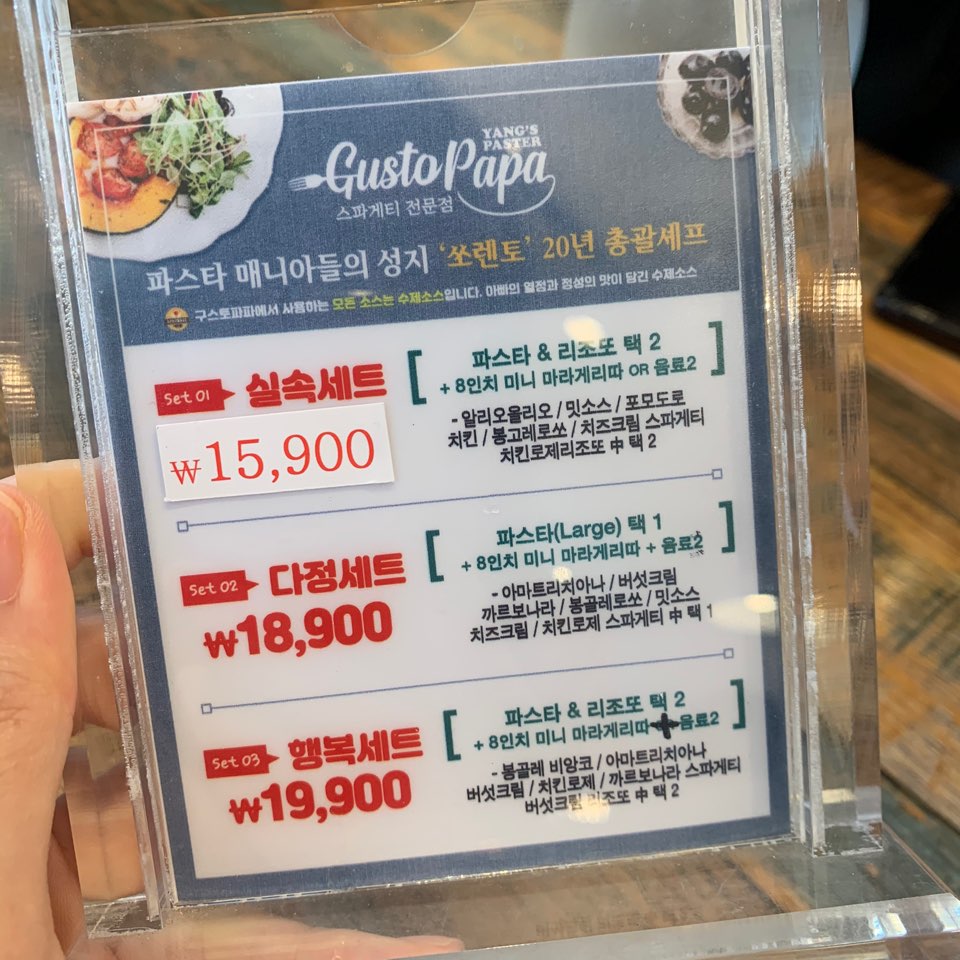 YANG'S
PASTER
Gusto Papa
스파게티 전문점
파스타 매니아들의 성지 '쏘렌토' 20년 총괄셰프
구스토파파에서 사용하는 모든 소스는 수제소스입니다. 아빠의 열정과 정성의 맛이 담긴 수제소스
Set 01 실속세트
₩15,900
[ 파스타 & 리조또 택 2
+ 8인치 미니 마라게리따 OR 음료2 ]
- 알리오올리오 / 밋소스 / 포모도로
치킨 / 봉고레로쏘 / 치즈크림 스파게티
치킨로제리조또 中 택 2
Set 02 다정세트
₩18,900
[ 파스타(Large) 택 1
+ 8인치 미니 마라게리따 + 음료2 ]
- 아마트리치아나 / 버섯크림
까르보나라 / 봉골레로쏘 / 밋소스
치즈크림 / 치킨로제 스파게티 中 택 1
Set 03 행복세트
₩19,900
[ 파스타 & 리조또 택 2
+ 8인치 미니 마라게리따 + 음료2 ]
- 봉골레 비앙코 / 아마트리치아나
버섯크림 / 치킨로제 / 까르보나라 스파게티
버섯크림 리조또 中 택 2